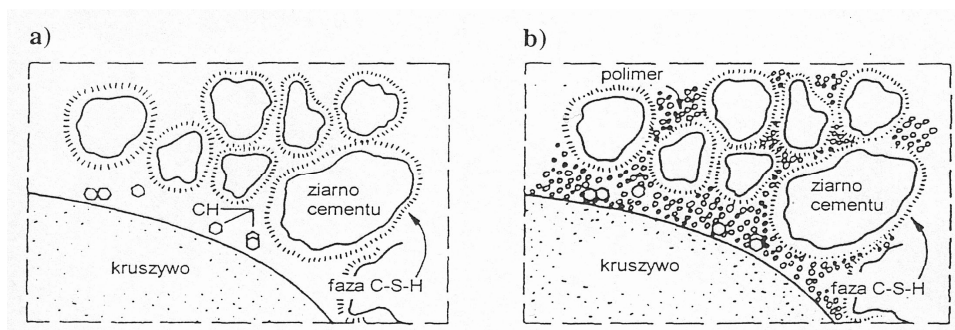 a)
CH
ziarno
cementu
kruszywo
faza C-S-H
b)
polimer
ziarno
cementu
kruszywo
faza C-S-H